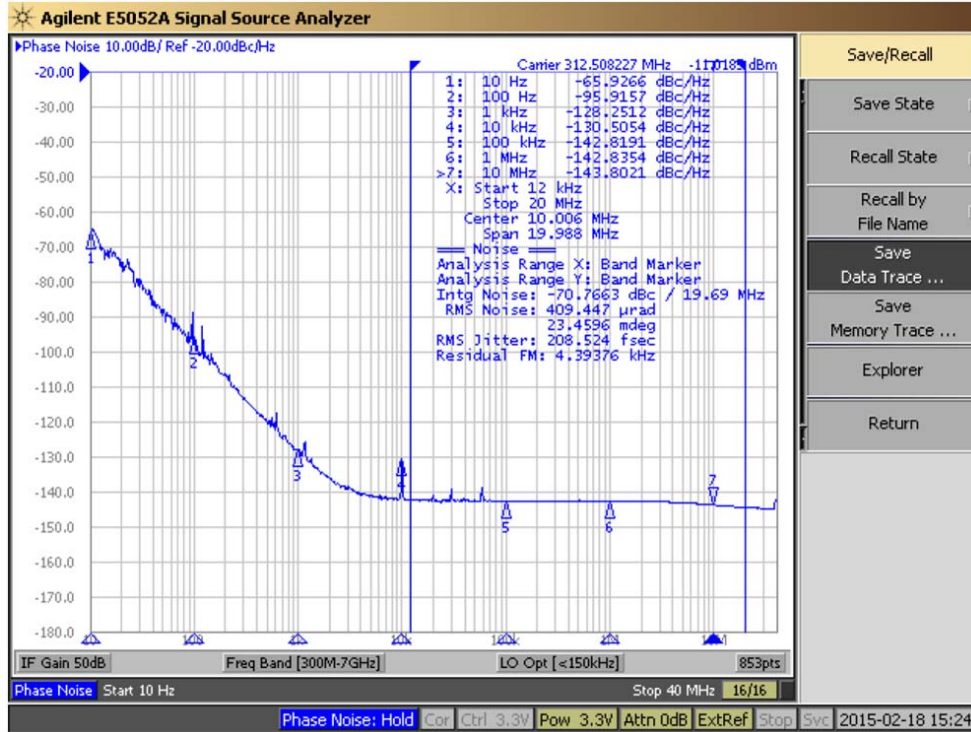 Agilent E5052A Signal Source Analyzer
Phase Noise 10.00dB/ Ref -20.00dBc/Hz
Carrier 312.508227 MHz dBm
1: 10 Hz -65.9266 dBc/Hz
2: 100 Hz -95.9157 dBc/Hz
3: 1 kHz -128.2512 dBc/Hz
4: 10 kHz -130.5054 dBc/Hz
5: 100 kHz -142.8191 dBc/Hz
6: 1 MHz -142.8354 dBc/Hz
>7: 10 MHz -143.8021 dBc/Hz
X: Start 12 kHz
Stop 20 MHz
Center 10.006 MHz
Span 19.988 MHz
=== Noise ===
Analysis Range X: Band Marker
Analysis Range Y: Band Marker
Intg Noise: -70.7663 dBc / 19.69 MHz
RMS Noise: 409.447 µrad
23.4596 mdeg
RMS Jitter: 208.524 fsec
Residual FM: 4.39376 kHz
-20.00
-30.00
-40.00
-50.00
-60.00
-70.00
-80.00
-90.00
-100.0
-110.0
-120.0
-130.0
-140.0
-150.0
-160.0
-170.0
-180.0
1
2
3
4
5
6
7
IF Gain 50dB
Freq Band [300M-7GHz]
LO Opt [<150kHz]
853pts
Phase Noise Start 10 Hz
Stop 40 MHz 16/16
Phase Noise: Hold Cor Ctrl 3.3V Pow 3.3V Attn 0dB ExtRef Stop Svc 2015-02-18 15:24
Save/Recall
Save State
Recall State
Recall by
File Name
Save
Data Trace ...
Save
Memory Trace ...
Explorer
Return